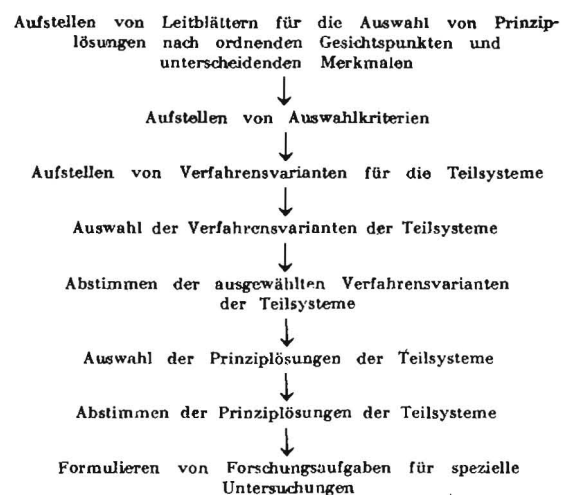 Aufstellen von Leitblättern für die Auswahl von Prinzip-
lösungen nach ordnenden Gesichtspunkten und
unterscheidenden Merkmalen
Aufstellen von Auswahlkriterien
Aufstellen von Verfahrensvarianten für die Teilsysteme
Auswahl der Verfahrensvarianten der Teilsysteme
Abstimmen der ausgewählten Verfahrensvarianten
der Teilsysteme
Auswahl der Prinziplösungen der Teilsysteme
Abstimmen der Prinziplösungen der Teilsysteme
Formulieren von Forschungsaufgaben für spezielle
Untersuchungen